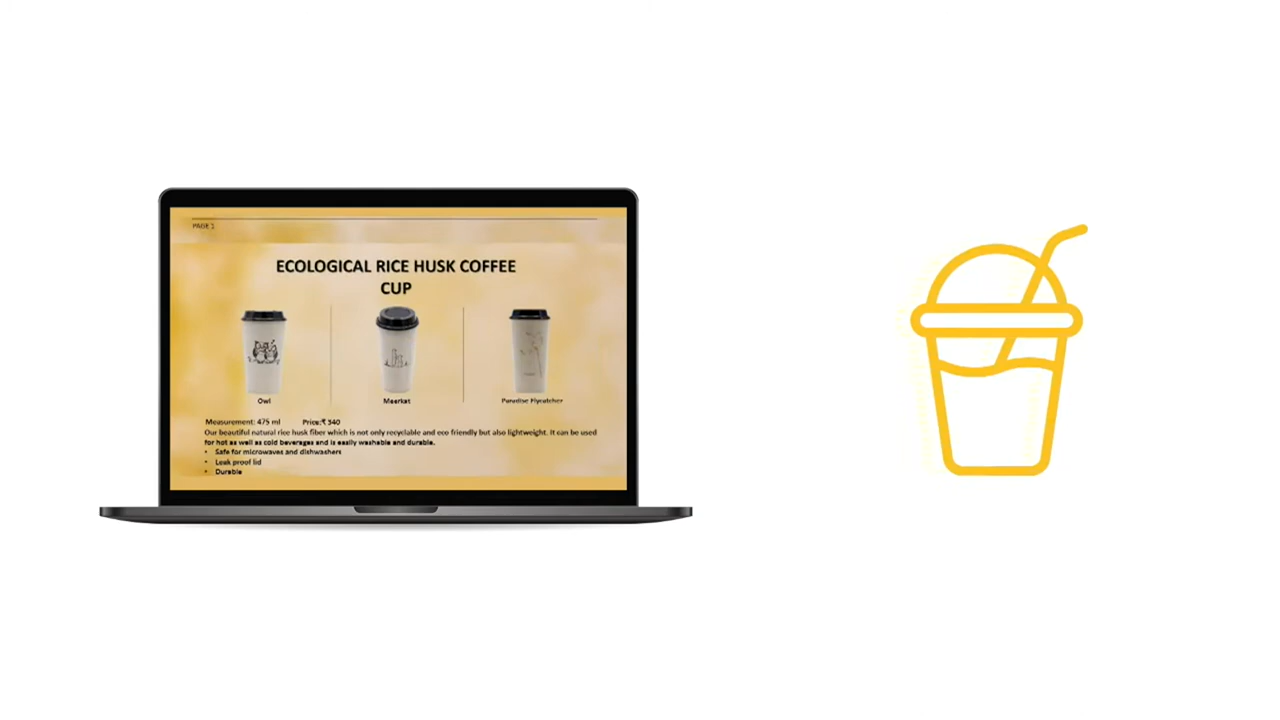 PAGE 1
ECOLOGICAL RICE HUSK COFFEE
CUP
Owl
Meerkat
Paradise Flycatcher
Measurement: 475 ml Price:₹ 340
Our beautiful natural rice husk fiber which is not only recyclable and eco friendly but also lightweight. It can be used
for hot as well as cold beverages and is easily washable and durable.
• Safe for microwaves and dishwashers
• Leak proof lid
• Durable